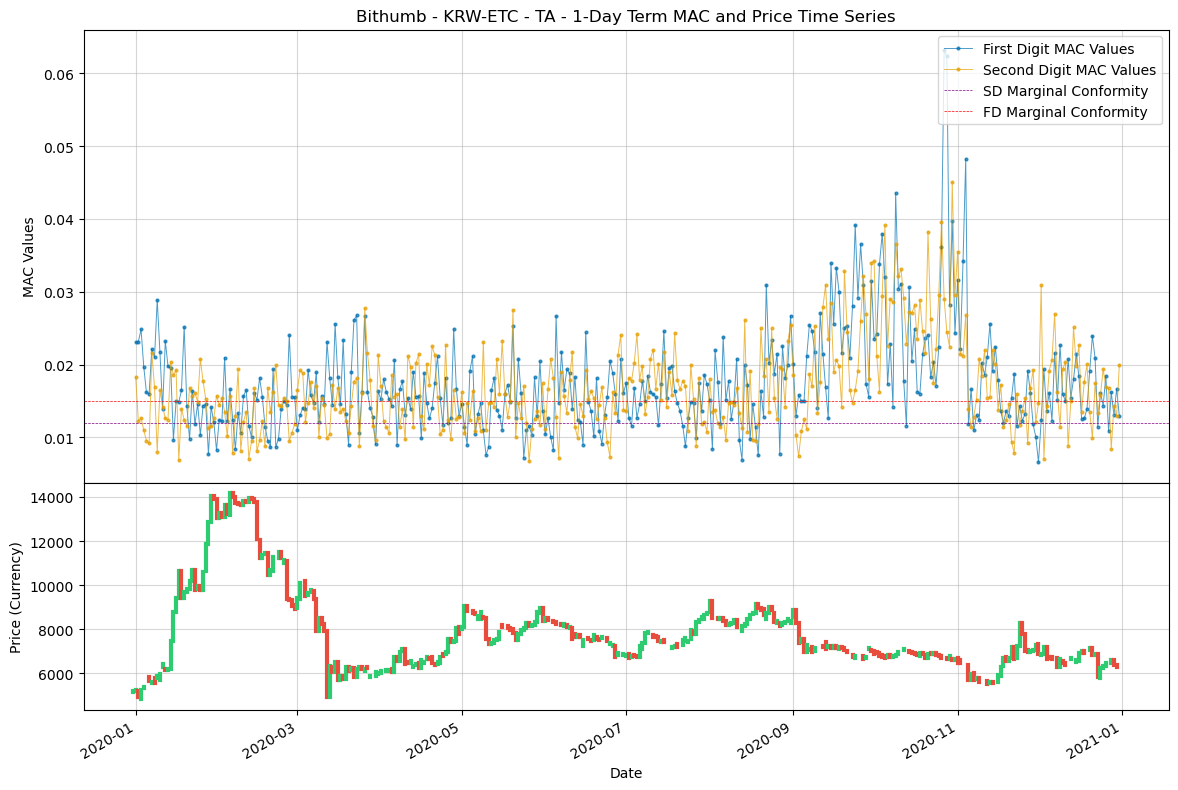 Bithumb - KRW-ETC - TA - 1-Day Term MAC and Price Time Series
First Digit MAC Values
Second Digit MAC Values
SD Marginal Conformity
FD Marginal Conformity
MAC Values
0.06
0.05
0.04
0.03
0.02
0.01
Price (Currency)
14000
12000
10000
8000
6000
2020-01
2020-03
2020-05
2020-07
2020-09
2020-11
2021-01
Date